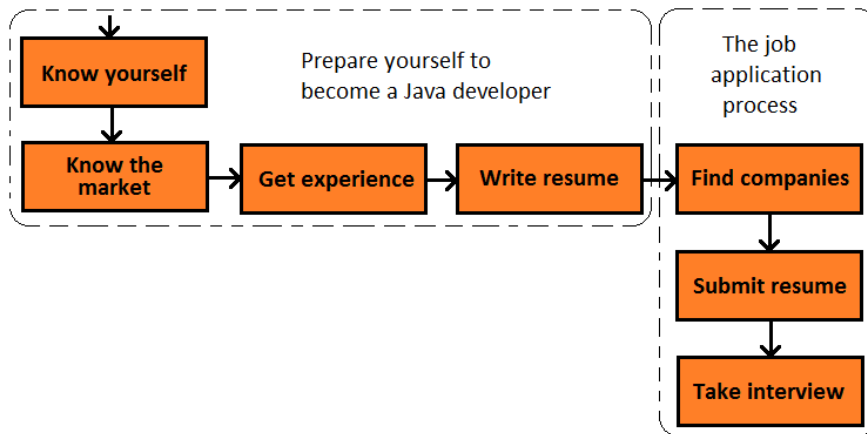 Know yourself
Prepare yourself to
become a Java developer
The job
application
process
Know the
market
Get experience
Write resume
Find companies
Submit resume
Take interview